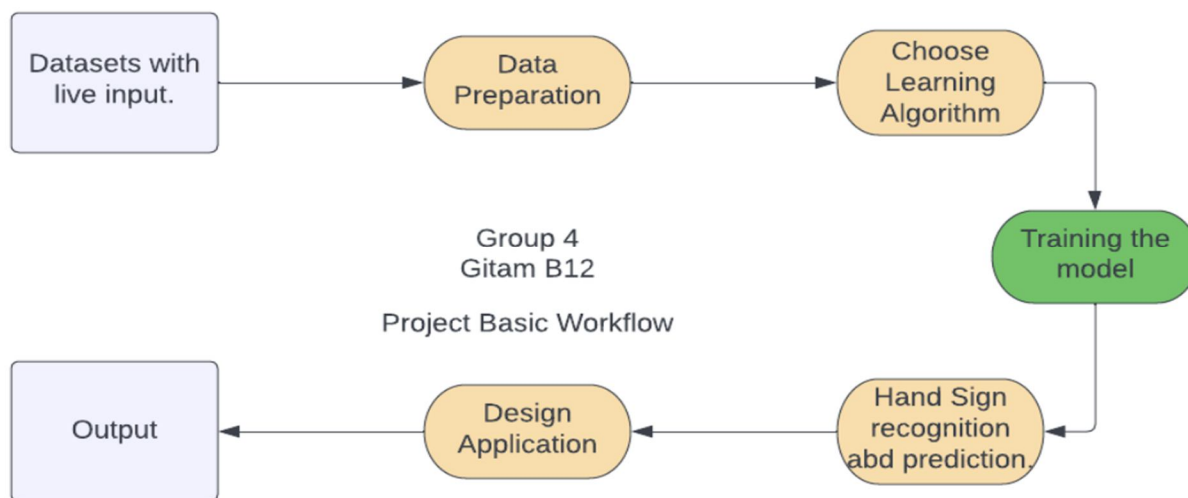 Datasets with
live input.
Data
Preparation
Choose
Learning
Algorithm
Training the
model
Group 4
Gitam B12
Project Basic Workflow
Hand Sign
recognition
abd prediction.
Design
Application
Output